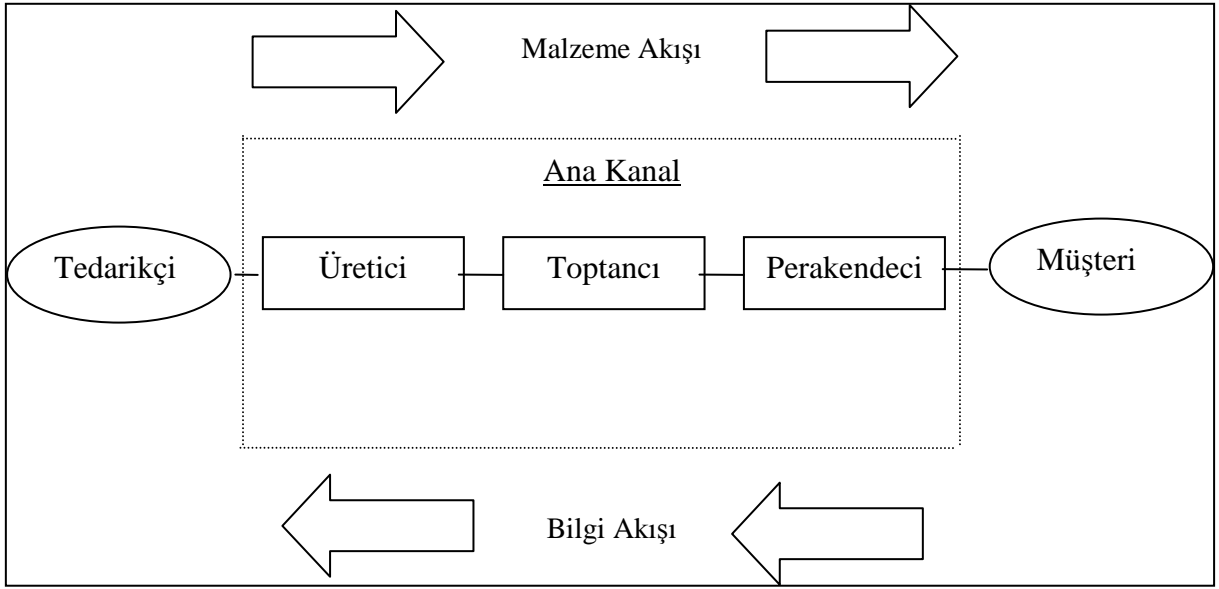 Malzeme Akışı
Ana Kanal
Tedarikçi
Üretici
Toptancı
Perakendeci
Müşteri
Bilgi Akışı